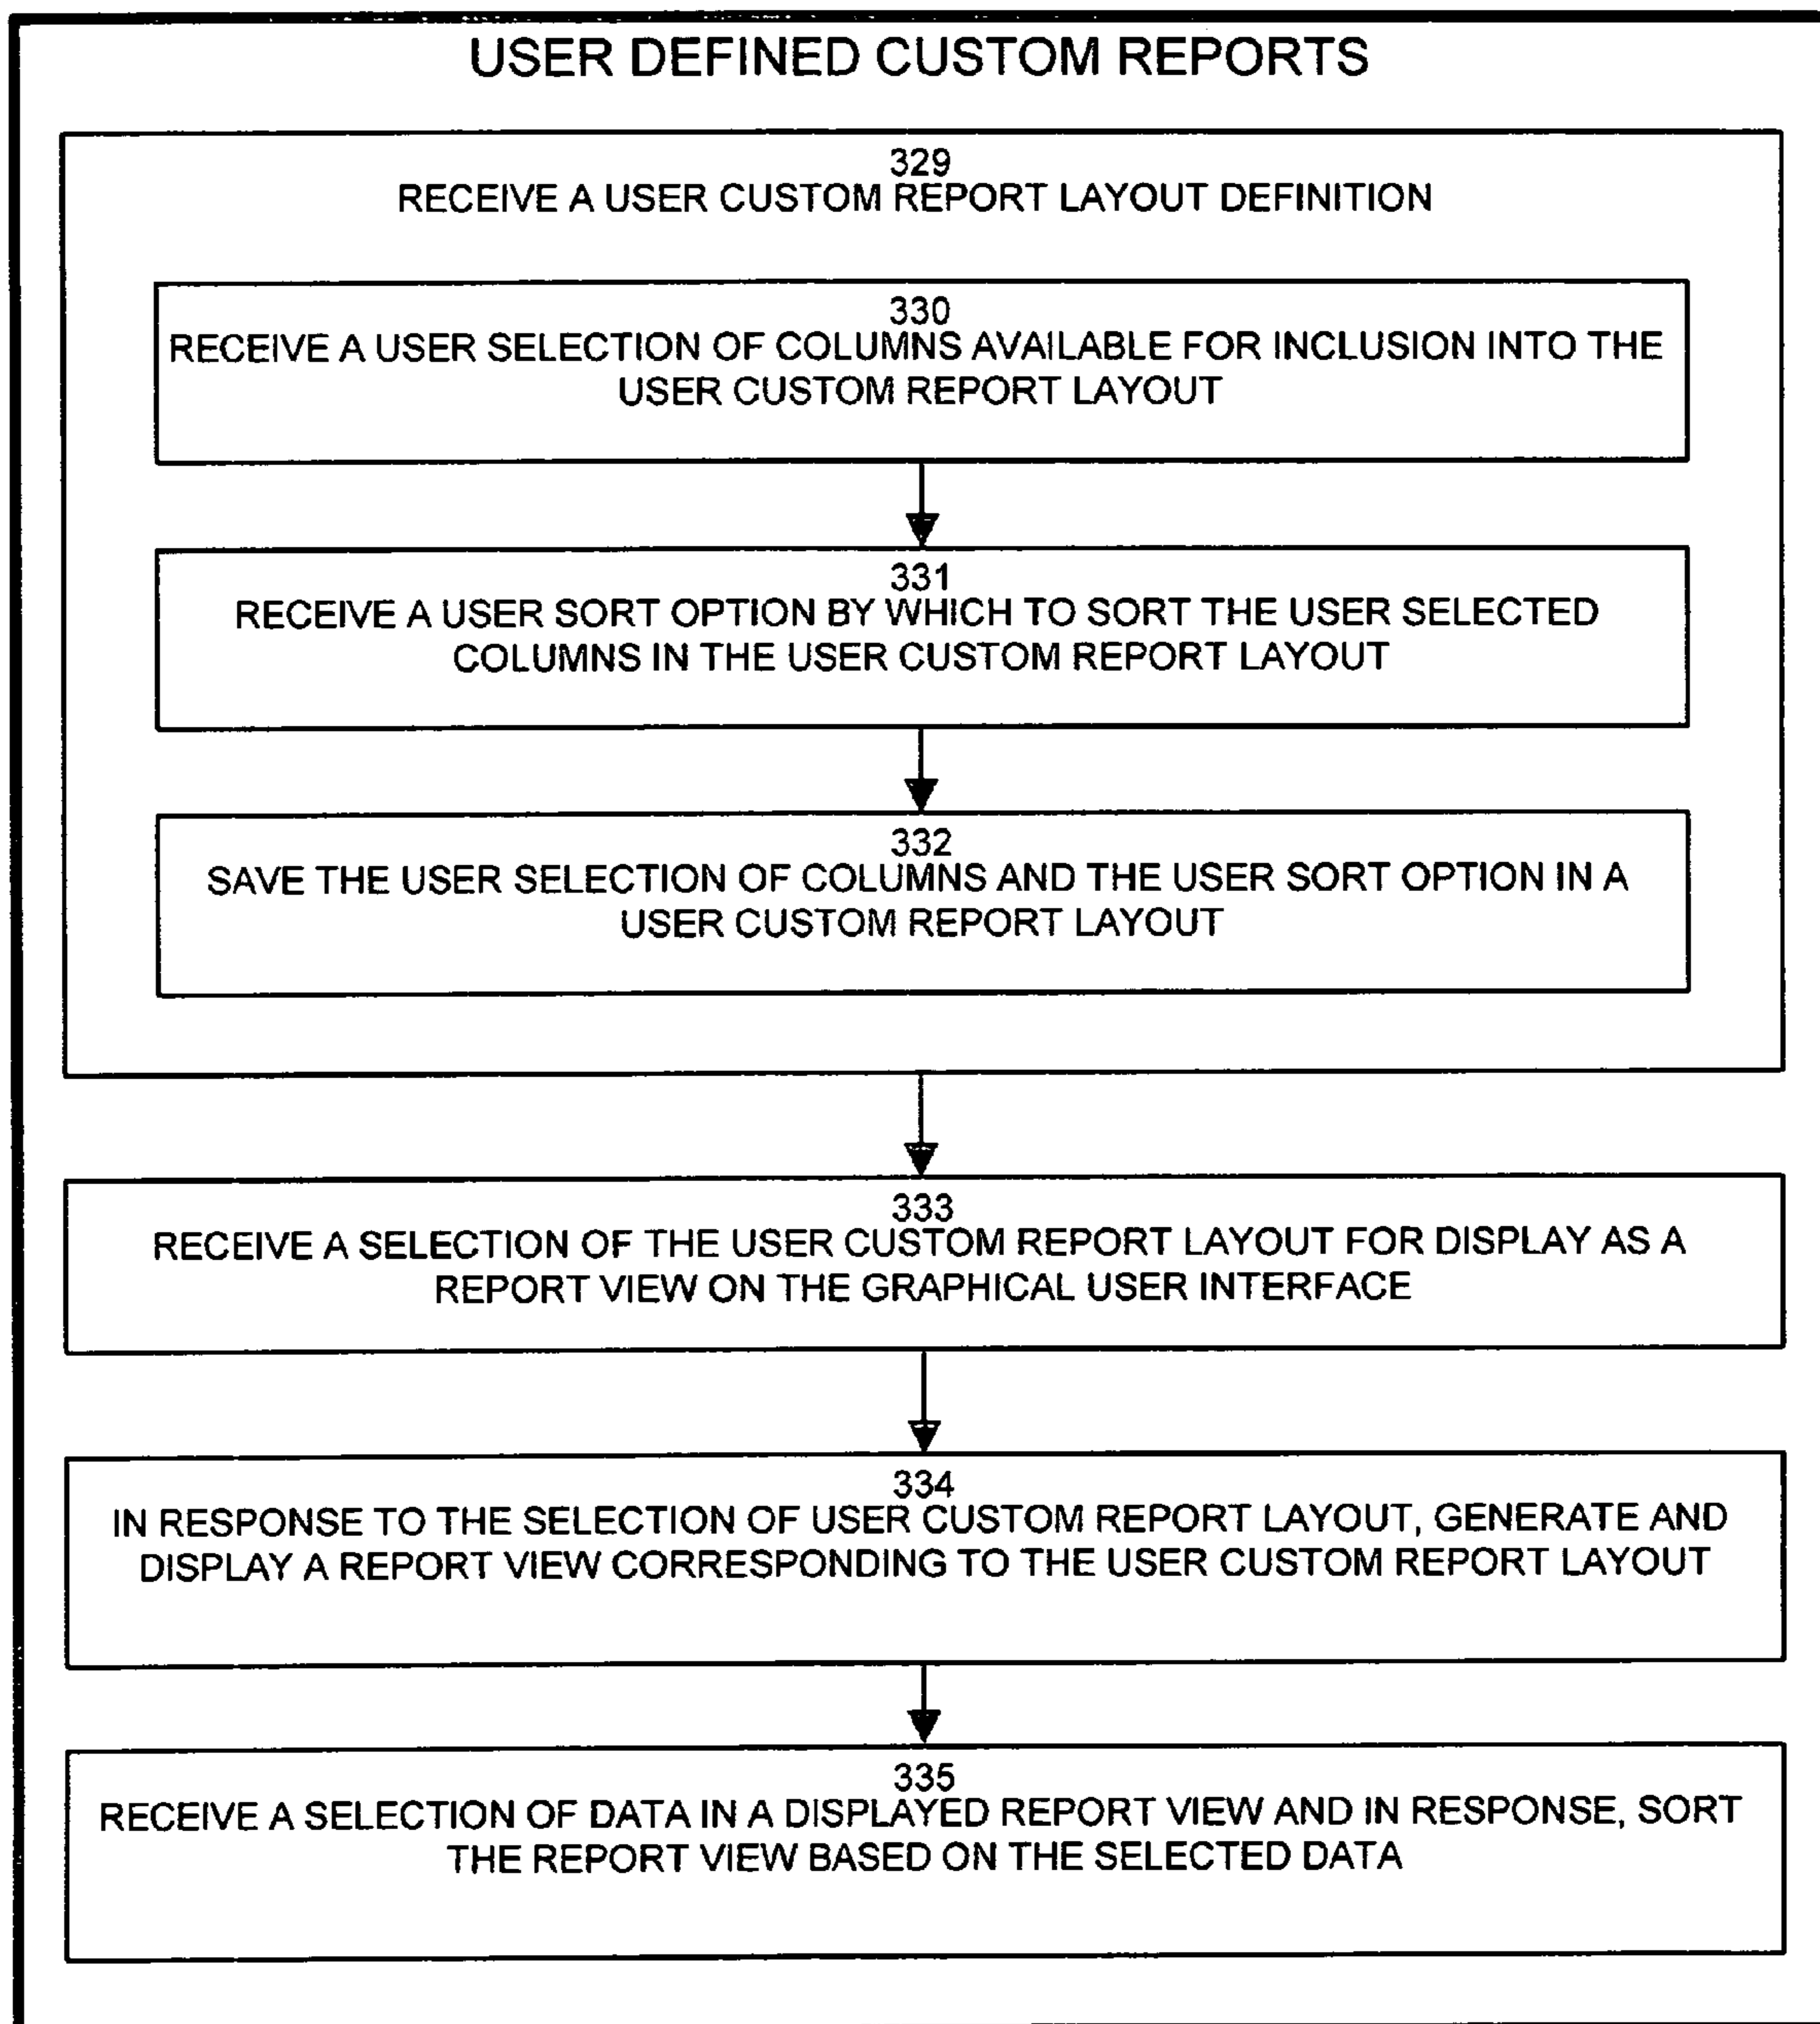 USER DEFINED CUSTOM REPORTS
329
RECEIVE A USER CUSTOM REPORT LAYOUT DEFINITION
330
RECEIVE A USER SELECTION OF COLUMNS AVAILABLE FOR INCLUSION INTO THE
USER CUSTOM REPORT LAYOUT
331
RECEIVE A USER SORT OPTION BY WHICH TO SORT THE USER SELECTED
COLUMNS IN THE USER CUSTOM REPORT LAYOUT
332
SAVE THE USER SELECTION OF COLUMNS AND THE USER SORT OPTION IN A
USER CUSTOM REPORT LAYOUT
333
RECEIVE A SELECTION OF THE USER CUSTOM REPORT LAYOUT FOR DISPLAY AS A
REPORT VIEW ON THE GRAPHICAL USER INTERFACE
334
IN RESPONSE TO THE SELECTION OF USER CUSTOM REPORT LAYOUT, GENERATE AND
DISPLAY A REPORT VIEW CORRESPONDING TO THE USER CUSTOM REPORT LAYOUT
335
RECEIVE A SELECTION OF DATA IN A DISPLAYED REPORT VIEW AND IN RESPONSE, SORT
THE REPORT VIEW BASED ON THE SELECTED DATA